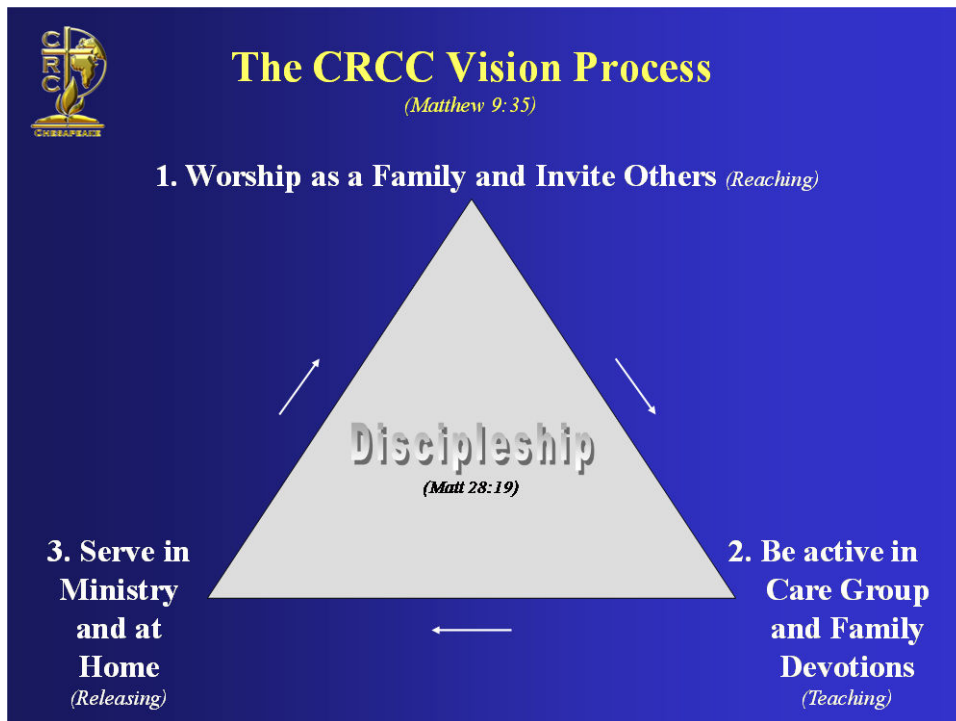 C
R
C
CHESAPEAKE
The CRCC Vision Process
(Matthew 9:35)
1. Worship as a Family and Invite Others (Reaching)
Discipleship
(Matt 28:19)
3. Serve in
Ministry
and at
Home
(Releasing)
2. Be active in
Care Group
and Family
Devotions
(Teaching)